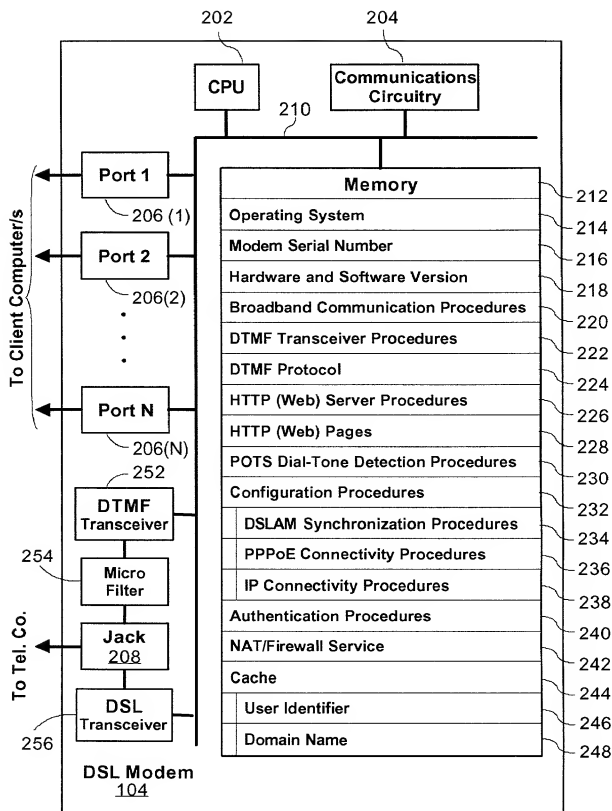 202
204
CPU
Communications
Circuitry
210
Port 1
206 (1)
Port 2
206(2)
Port N
206(N)
To Client Computer/s
252
DTMF
Transceiver
254
Micro
Filter
Jack
208
To Tel. Co.
DSL
Transceiver
256
DSL Modem
104
Memory
212
Operating System
214
Modem Serial Number
216
Hardware and Software Version
218
Broadband Communication Procedures
220
DTMF Transceiver Procedures
222
DTMF Protocol
224
HTTP (Web) Server Procedures
226
HTTP (Web) Pages
228
POTS Dial-Tone Detection Procedures
230
Configuration Procedures
232
DSLAM Synchronization Procedures
234
PPPoE Connectivity Procedures
236
IP Connectivity Procedures
238
Authentication Procedures
240
NAT/Firewall Service
242
Cache
244
User Identifier
246
Domain Name
248